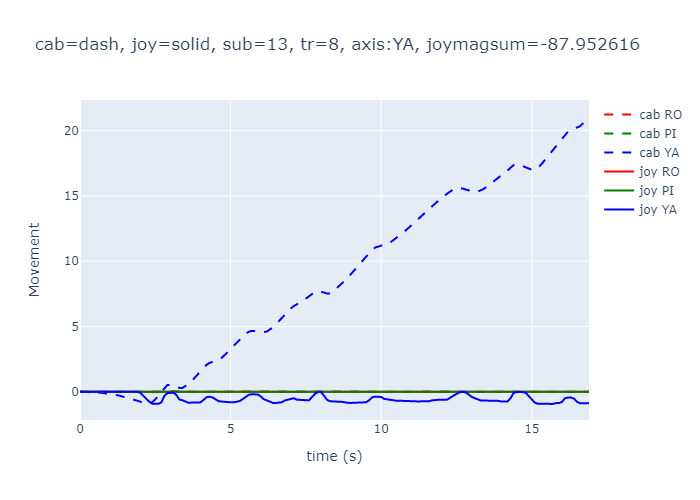 cab=dash, joy=solid, sub=13, tr=8, axis:YA, joymagsum=-87.952616
cab RO
cab PI
cab YA
joy RO
joy PI
joy YA
20
15
10
5
0
Movement
0 5 10 15
time (s)